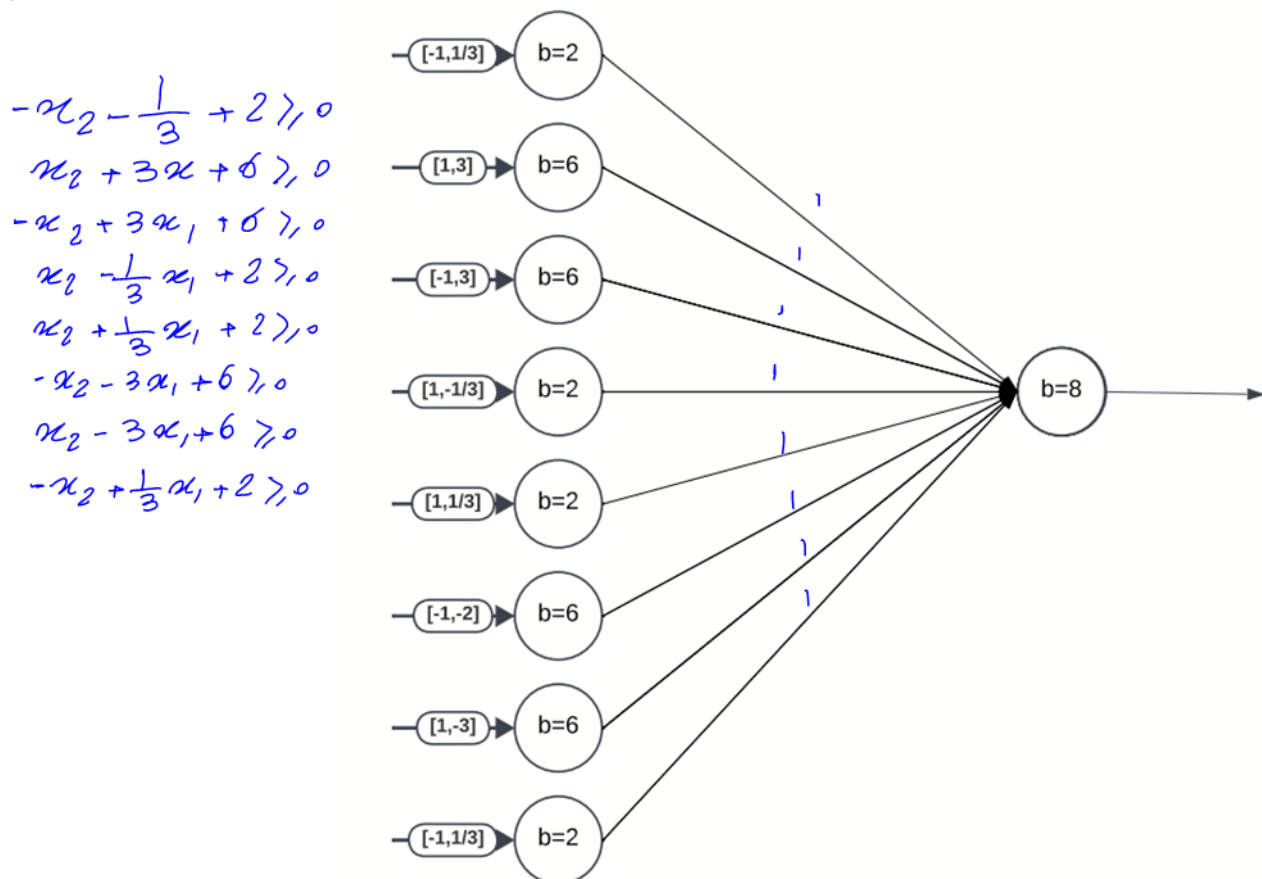 -x₂ - 1/3 + 2 ≥ 0
x₂ + 3x + 6 ≥ 0
-x₂ + 3x₁ + 6 ≥ 0
x₂ - 1/3 x₁ + 2 ≥ 0
x₂ + 1/3 x₁ + 2 ≥ 0
-x₂ - 3x₁ + 6 ≥ 0
x₂ - 3x₁ + 6 ≥ 0
-x₂ + 1/3 x₁ + 2 ≥ 0
[-1,1/3] b=2
[1,3] b=6
[-1,3] b=6
[1,-1/3] b=2
[1,1/3] b=2
[-1,-2] b=6
[1,-3] b=6
[-1,1/3] b=2
1
1
1
1
1
1
1
1
b=8